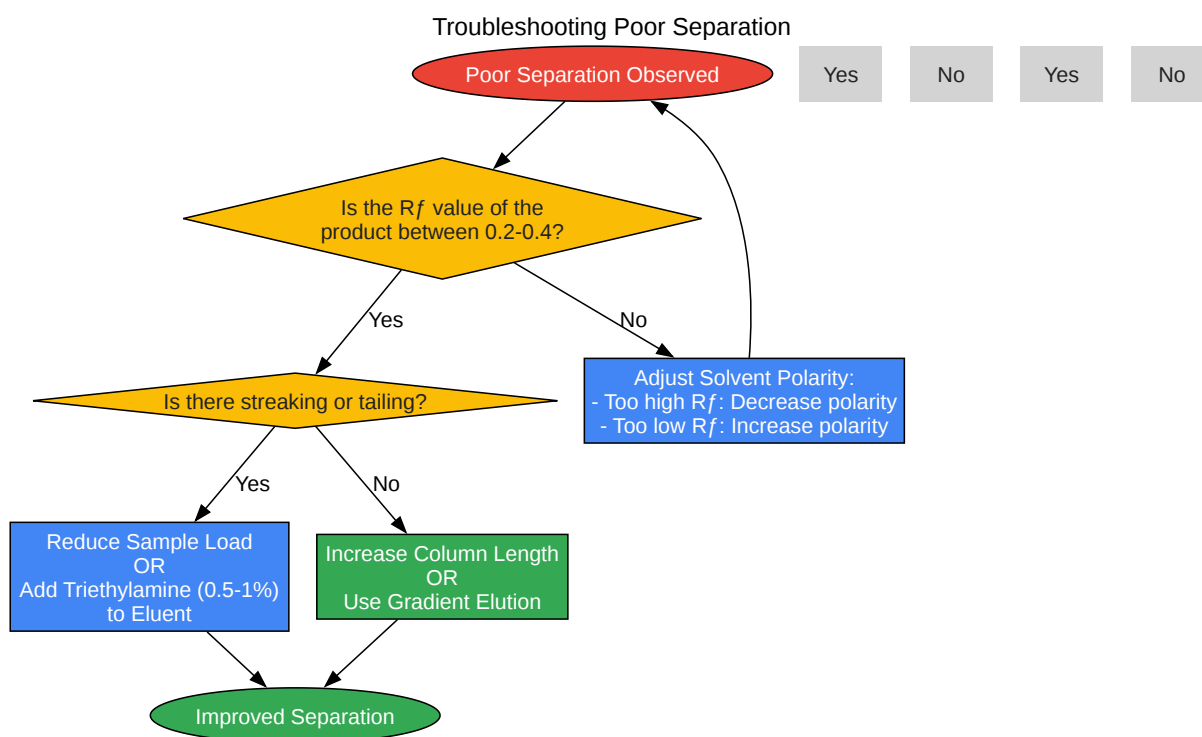 Troubleshooting Poor Separation
Poor Separation Observed
Yes
No
Yes
No
Is the Rƒ value of the
product between 0.2-0.4?
Yes
No
Adjust Solvent Polarity:
- Too high Rƒ: Decrease polarity
- Too low Rƒ: Increase polarity
Is there streaking or tailing?
Yes
No
Reduce Sample Load
OR
Add Triethylamine (0.5-1%)
to Eluent
Increase Column Length
OR
Use Gradient Elution
Improved Separation